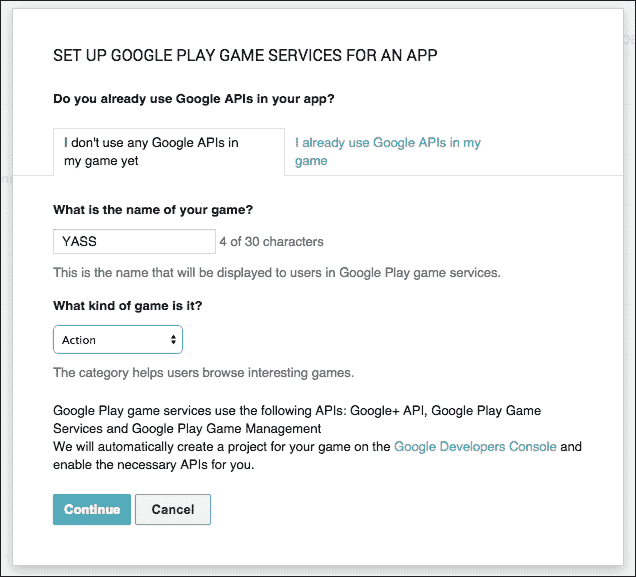 SET UP GOOGLE PLAY GAME SERVICES FOR AN APP
Do you already use Google APIs in your app?
I don't use any Google APIs in
my game yet
I already use Google APIs in my
game
What is the name of your game?
YASS 4 of 30 characters
This is the name that will be displayed to users in Google Play game services.
What kind of game is it?
Action
The category helps users browse interesting games.
Google Play game services use the following APIs: Google+ API, Google Play Game
Services and Google Play Game Management
We will automatically create a project for your game on the Google Developers Console and
enable the necessary APIs for you.
Continue Cancel